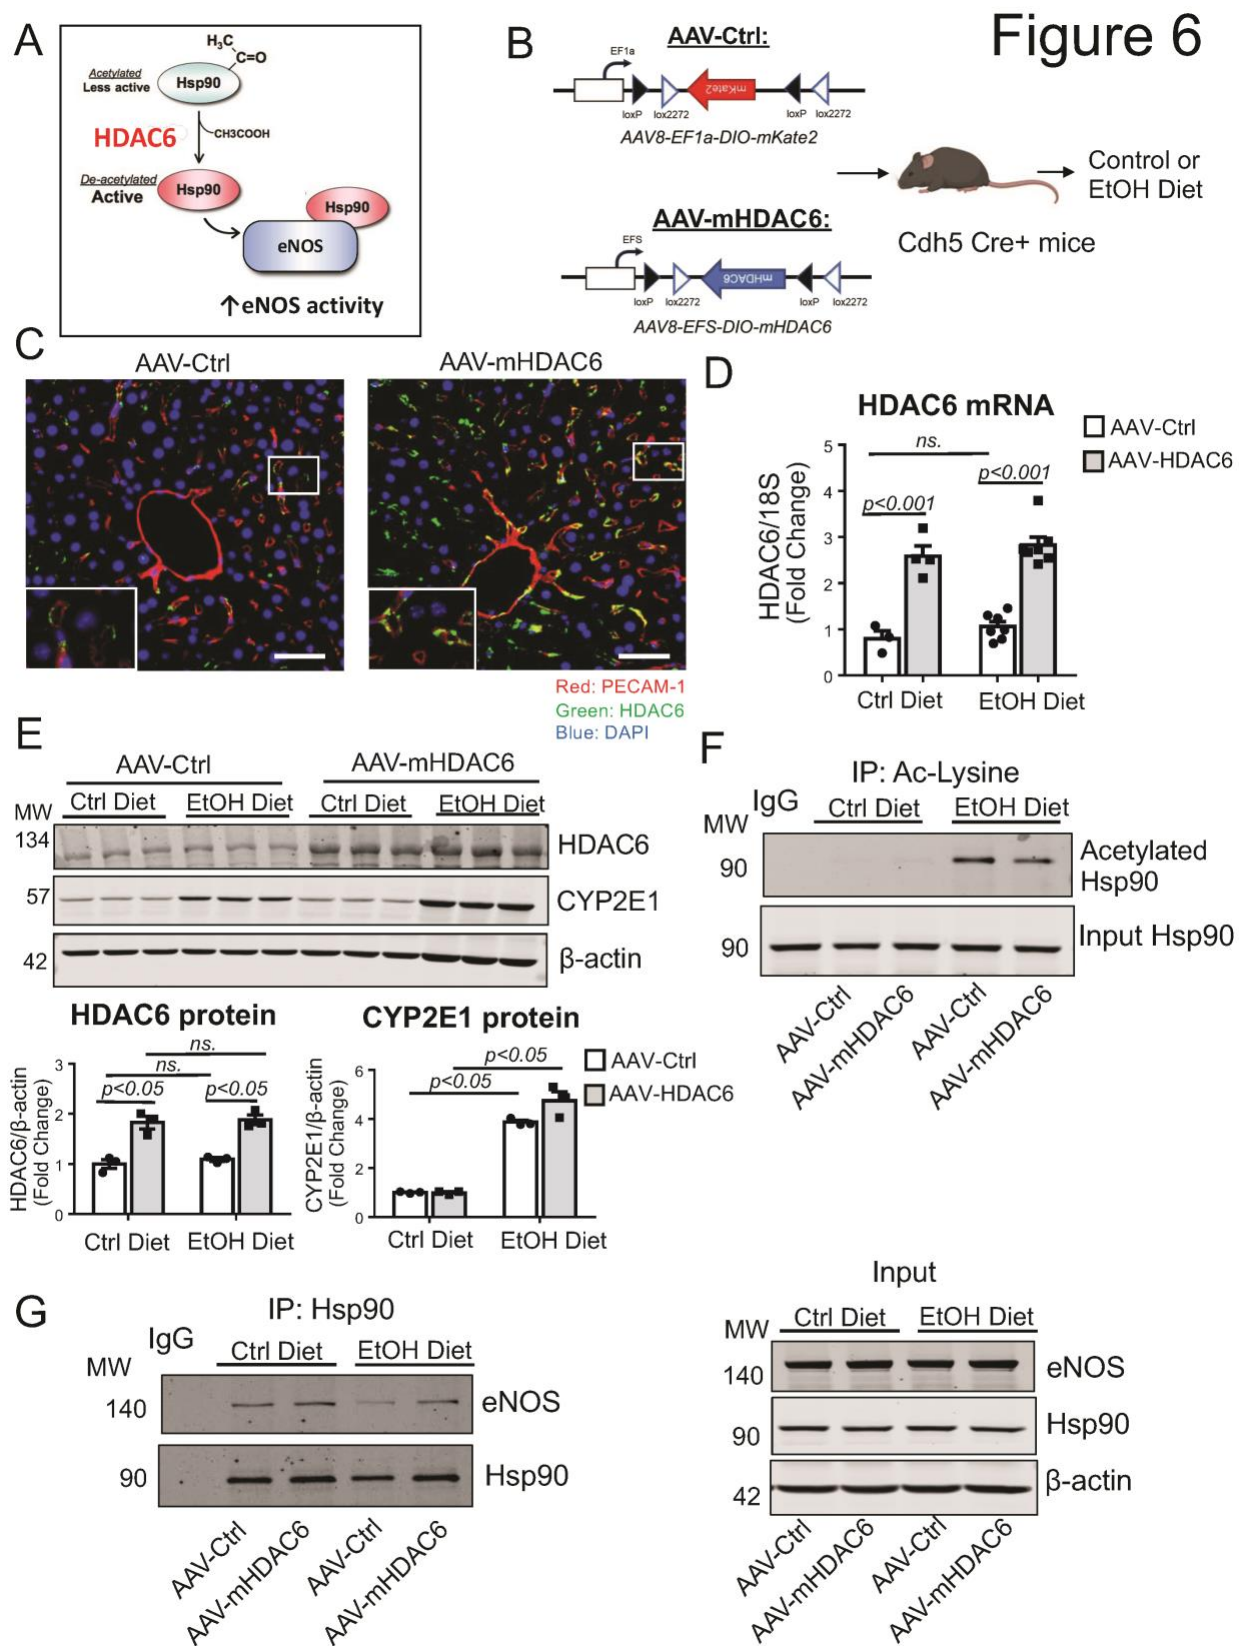 Figure 6
A
H₃C
C=O
Acetylated
Less active
Hsp90
HDAC6
CH3COOH
De-acetylated
Active
Hsp90
Hsp90
eNOS
↑eNOS activity
B
AAV-Ctrl:
EF1a
mKate2
loxP
lox2272
loxP
lox2272
AAV8-EF1a-DIO-mKate2
AAV-mHDAC6:
EFS
mHDAC6
loxP
lox2272
loxP
lox2272
AAV8-EFS-DIO-mHDAC6
Cdh5 Cre+ mice
Control or
EtOH Diet
C
AAV-Ctrl
AAV-mHDAC6
Red: PECAM-1
Green: HDAC6
Blue: DAPI
D
HDAC6 mRNA
AAV-Ctrl
AAV-HDAC6
HDAC6/18S
(Fold Change)
5
4
3
2
1
0
ns.
p<0.001
p<0.001
Ctrl Diet
EtOH Diet
E
AAV-Ctrl
AAV-mHDAC6
MW
Ctrl Diet
EtOH Diet
Ctrl Diet
EtOH Diet
134
HDAC6
57
CYP2E1
42
β-actin
HDAC6 protein
HDAC6/β-actin
(Fold Change)
3
2
1
0
ns.
ns.
p<0.05
p<0.05
Ctrl Diet
EtOH Diet
CYP2E1 protein
CYP2E1/β-actin
(Fold Change)
6
4
2
0
p<0.05
p<0.05
Ctrl Diet
EtOH Diet
AAV-Ctrl
AAV-HDAC6
F
IP: Ac-Lysine
MW
IgG
Ctrl Diet
EtOH Diet
90
Acetylated
Hsp90
90
Input Hsp90
AAV-Ctrl
AAV-mHDAC6
AAV-Ctrl
AAV-mHDAC6
G
IP: Hsp90
MW
IgG
Ctrl Diet
EtOH Diet
140
eNOS
90
Hsp90
AAV-Ctrl
AAV-mHDAC6
AAV-Ctrl
AAV-mHDAC6
Input
MW
Ctrl Diet
EtOH Diet
140
eNOS
90
Hsp90
42
β-actin
AAV-Ctrl
AAV-mHDAC6
AAV-Ctrl
AAV-mHDAC6